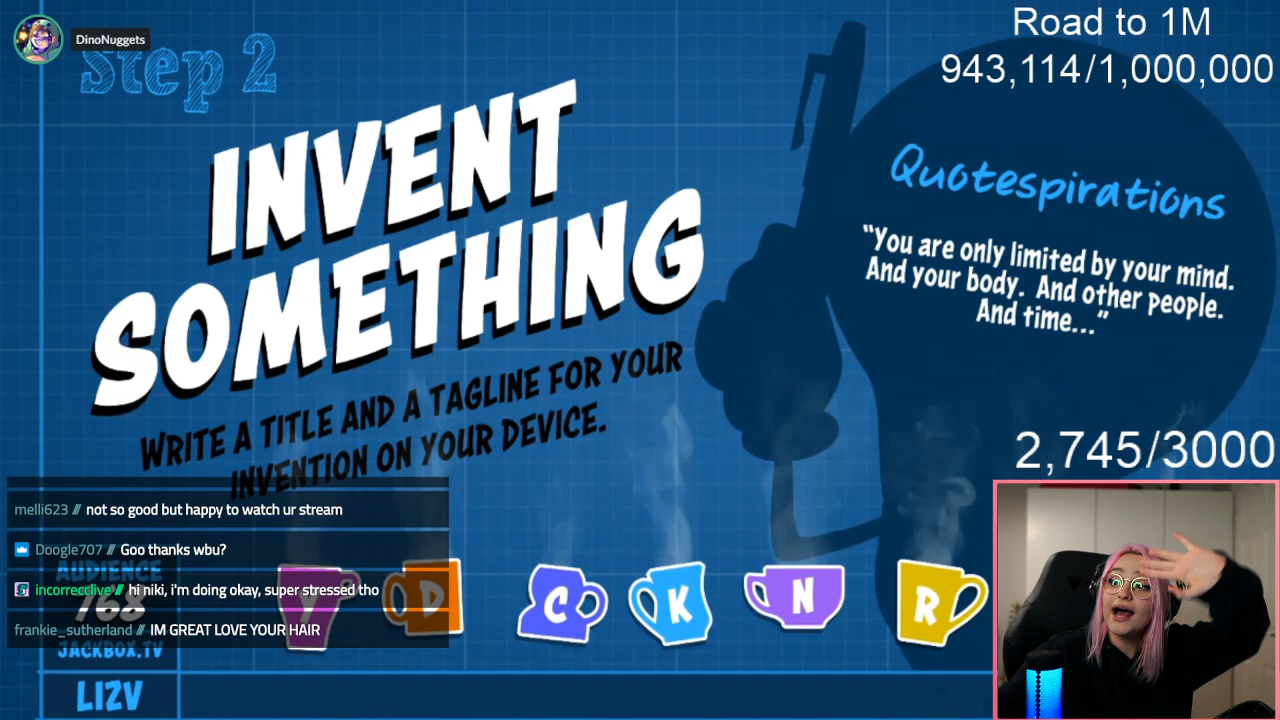 DinoNuggets
Step 2
INVENT
SOMETHING
WRITE A TITLE AND A TAGLINE FOR YOUR
INVENTION ON YOUR DEVICE.
Road to 1M
943,114/1,000,000
Quotespirations
“You are only limited by your mind.
And your body. And other people.
And time...”
2,745/3000
melli623 // not so good but happy to watch ur stream
Doogle707 // Goo thanks wbu?
incorrecclive // hi niki, i'm doing okay, super stressed tho
frankie_sutherland // IM GREAT LOVE YOUR HAIR
AUDIENCE
768
JACKBOX.TV
LIZV
D
C
K
N
R